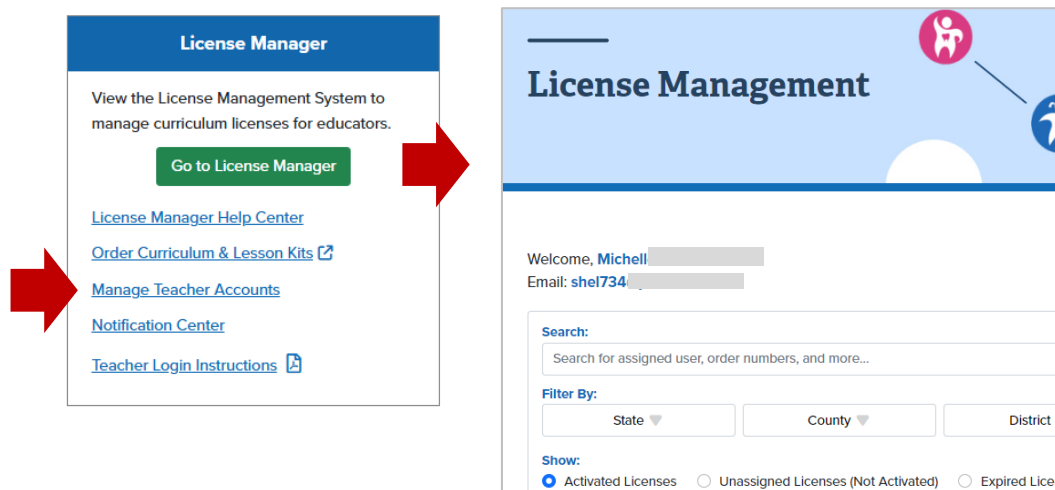 License Manager
View the License Management System to
manage curriculum licenses for educators.
Go to License Manager
License Manager Help Center
Order Curriculum & Lesson Kits
Manage Teacher Accounts
Notification Center
Teacher Login Instructions
License Management
Welcome, Michell
Email: shel734
Search:
Search for assigned user, order numbers, and more...
Filter By:
State County District
Show:
Activated Licenses Unassigned Licenses (Not Activated) Expired Lice